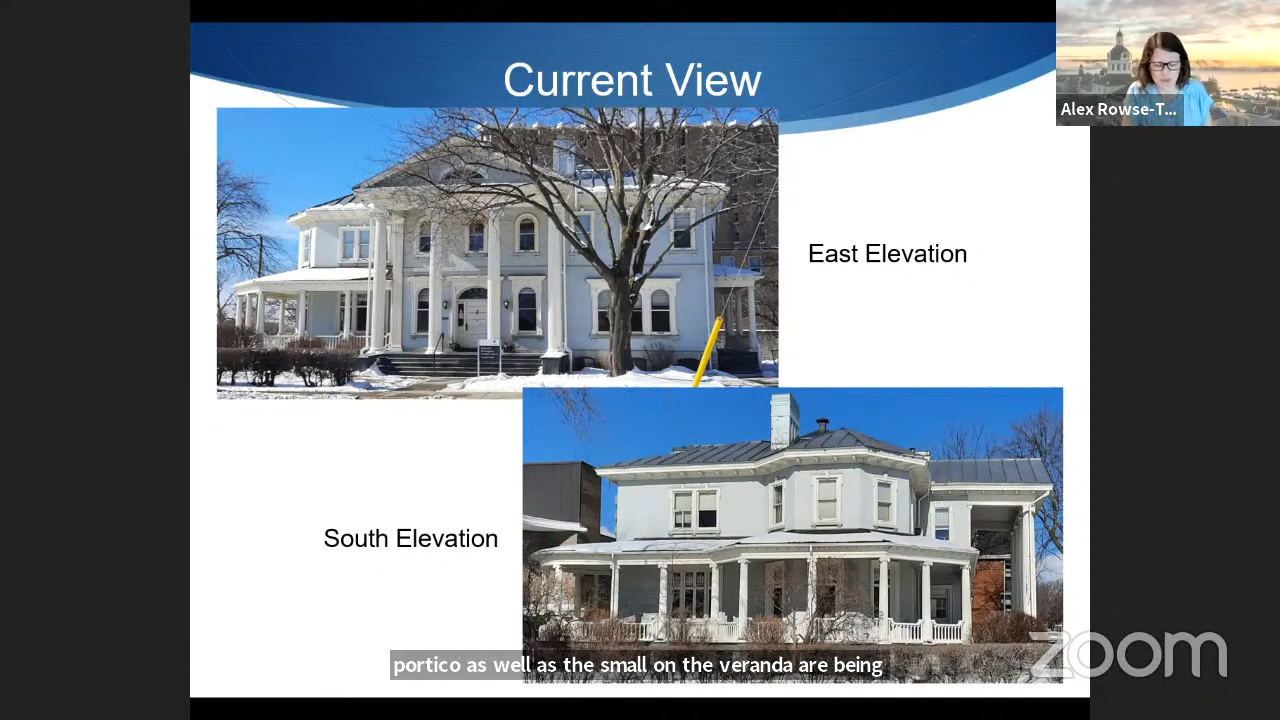 Current View
Alex Rowse-T...
East Elevation
South Elevation
portico as well as the small on the veranda are being
zoom